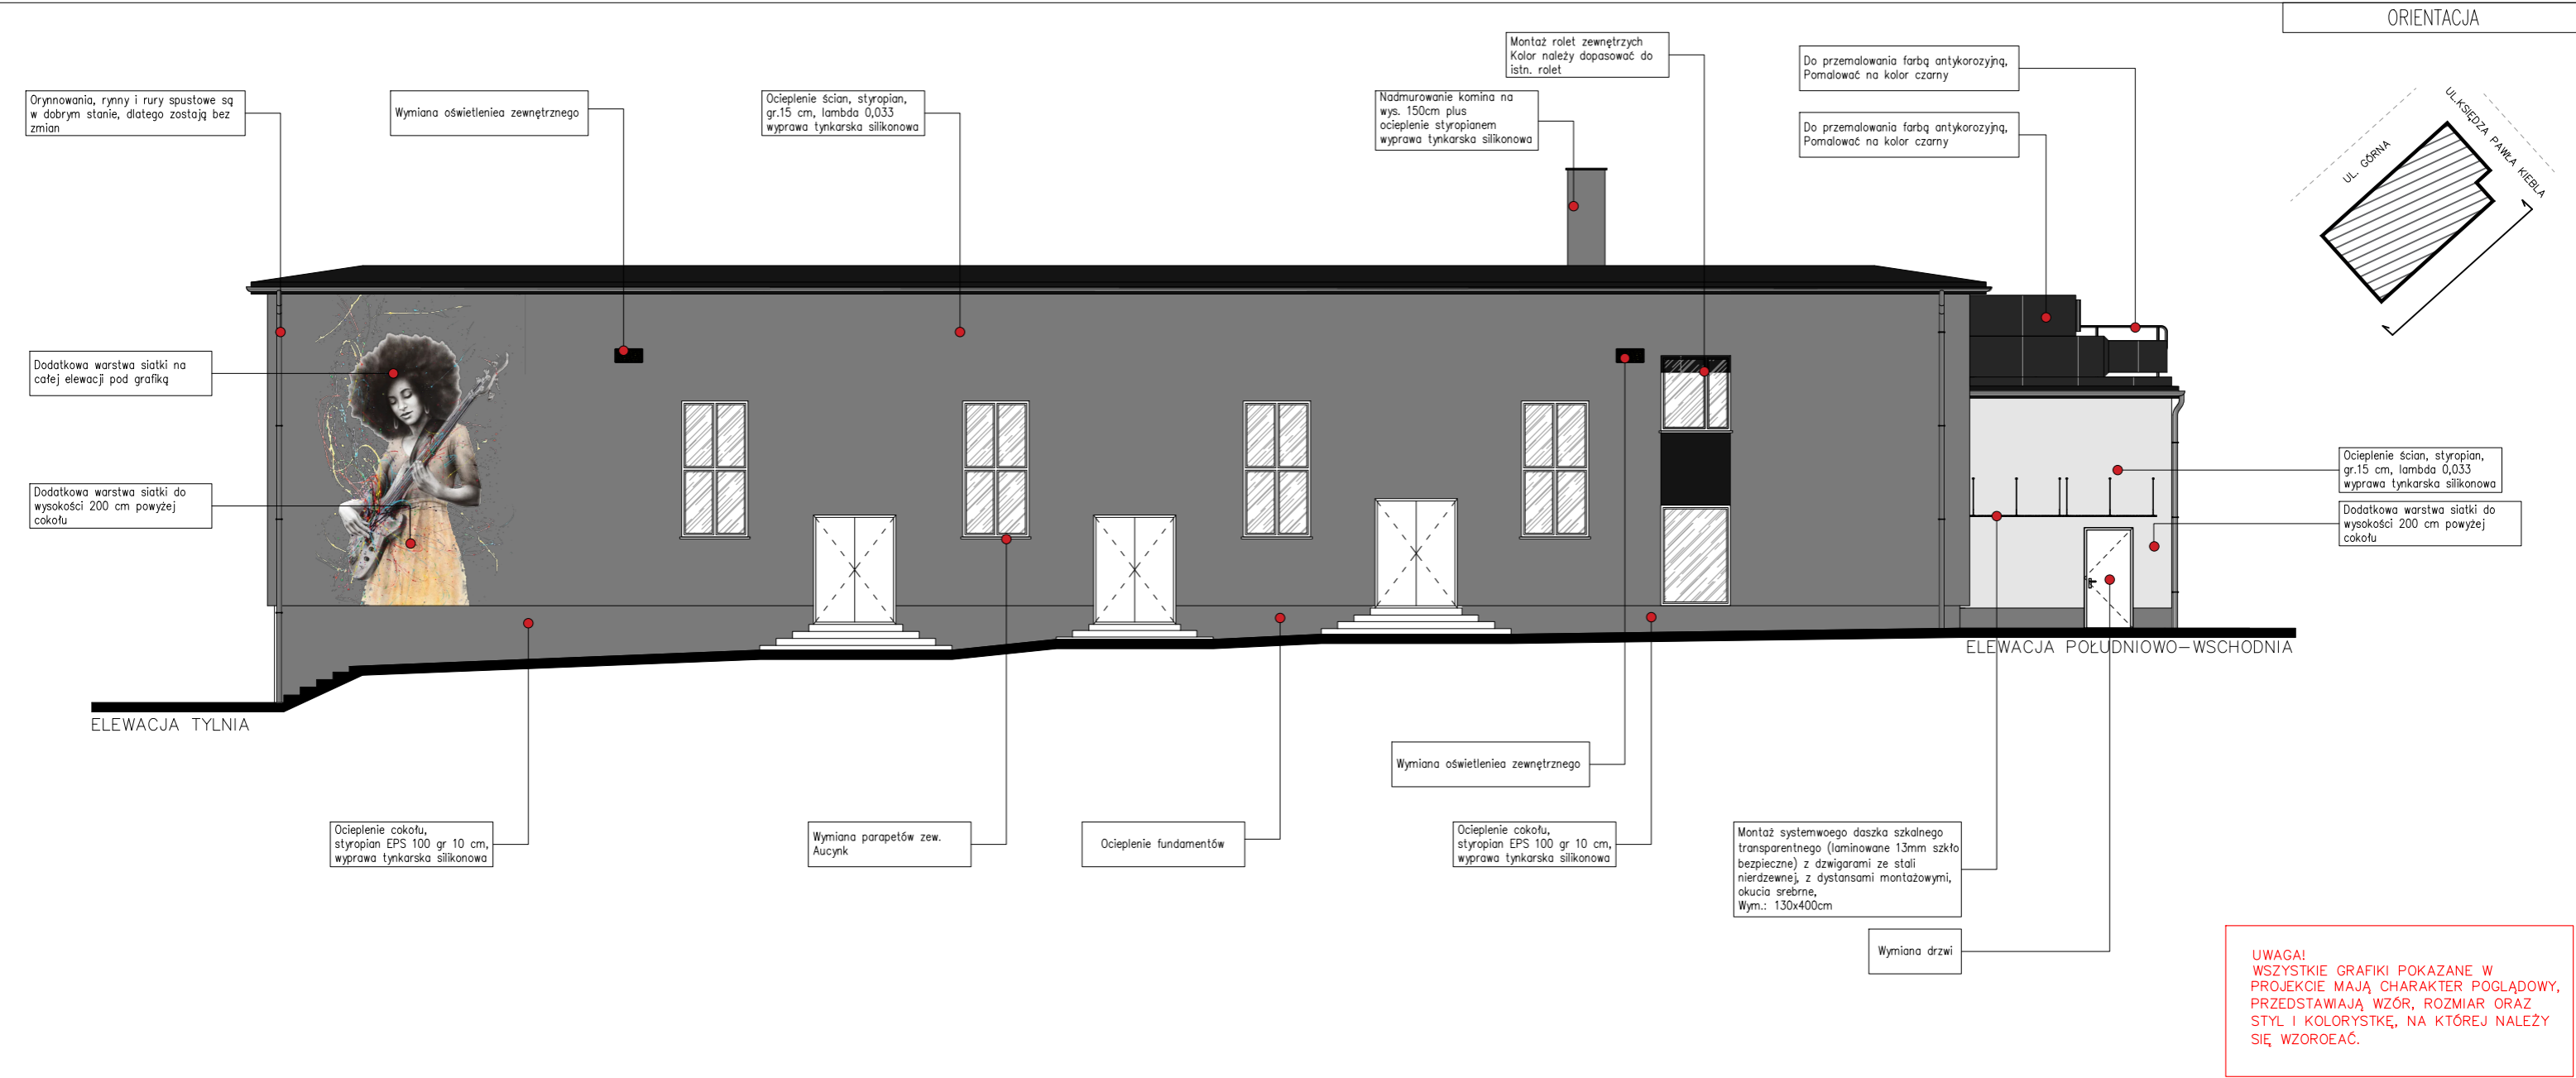 ORIENTACJA
Montaż rolet zewnętrzych
Kolor należy dopasować do
istn. rolet
Do przemalowania farbą antykorozyjną,
Pomalować na kolor czarny
Orynnowania, rynny i rury spustowe są
w dobrym stanie, dlatego zostają bez
zmian
Wymiana oświetleniea zewnętrznego
Ocieplenie ścian, styropian,
gr.15 cm, lambda 0,033
wyprawa tynkarska silikonowa
Nadmurowanie komina na
wys. 150cm plus
ocieplenie styropianem
wyprawa tynkarska silikonowa
Do przemalowania farbą antykorozyjną,
Pomalować na kolor czarny
UL. GÓRNA
UL.KSIĘDZA PAWŁA KIEBLA
Dodatkowa warstwa siatki na
całej elewacji pod grafiką
Dodatkowa warstwa siatki do
wysokości 200 cm powyżej
cokołu
Ocieplenie ścian, styropian,
gr.15 cm, lambda 0,033
wyprawa tynkarska silikonowa
Dodatkowa warstwa siatki do
wysokości 200 cm powyżej
cokołu
ELEWACJA POŁUDNIOWO-WSCHODNIA
ELEWACJA TYLNIA
Wymiana oświetleniea zewnętrznego
Ocieplenie cokołu,
styropian EPS 100 gr 10 cm,
wyprawa tynkarska silikonowa
Wymiana parapetów zew.
Aucynk
Ocieplenie fundamentów
Ocieplenie cokołu,
styropian EPS 100 gr 10 cm,
wyprawa tynkarska silikonowa
Montaż systemwoego daszka szkalnego
transparentnego (laminowane 13mm szkło
bezpieczne) z dzwigarami ze stali
nierdzewnej, z dystansami montażowymi,
okucia srebrne,
Wym.: 130x400cm
Wymiana drzwi
UWAGA!
WSZYSTKIE GRAFIKI POKAZANE W
PROJEKCIE MAJĄ CHARAKTER POGLĄDOWY,
PRZEDSTAWIAJĄ WZÓR, ROZMIAR ORAZ
STYL I KOLORYSTKĘ, NA KTÓREJ NALEŻY
SIĘ WZOROEAĆ.